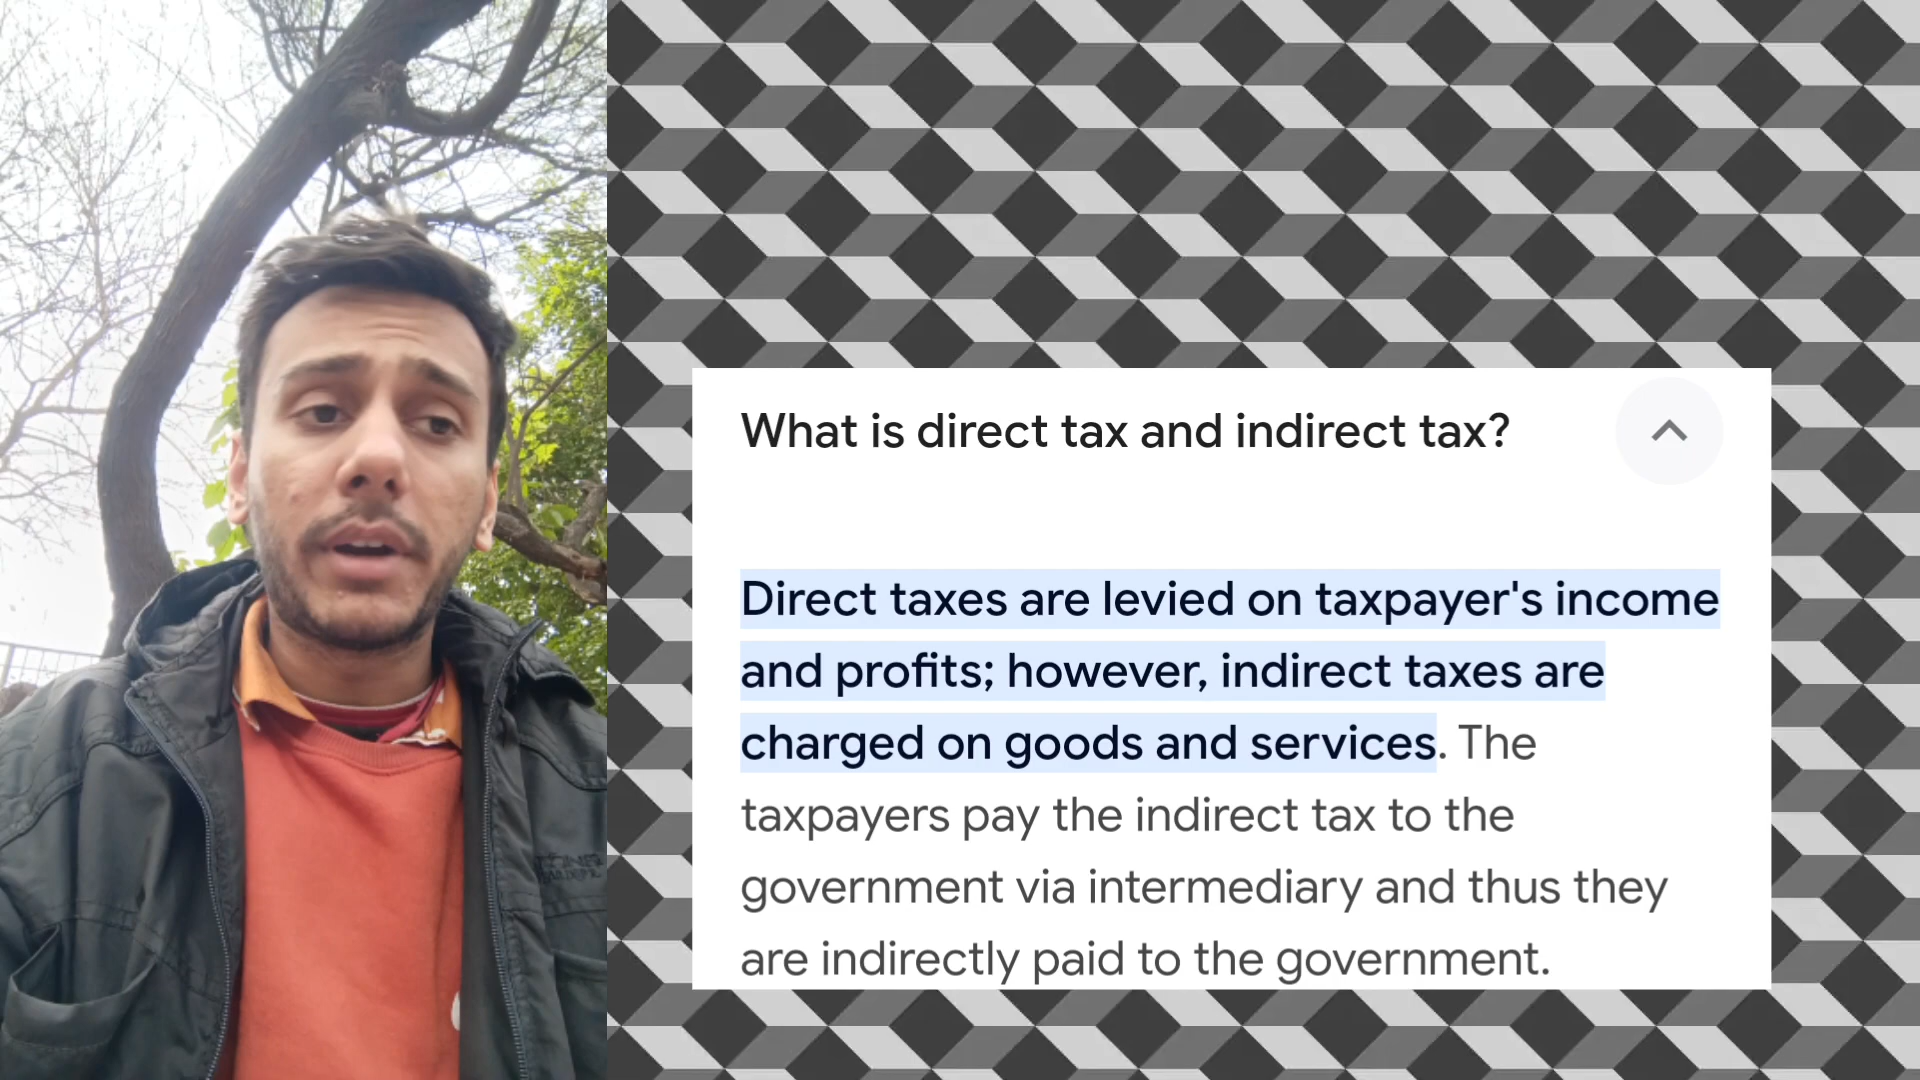 What is direct tax and indirect tax?
Direct taxes are levied on taxpayer's income
and profits; however, indirect taxes are
charged on goods and services. The
taxpayers pay the indirect tax to the
government via intermediary and thus they
are indirectly paid to the government.